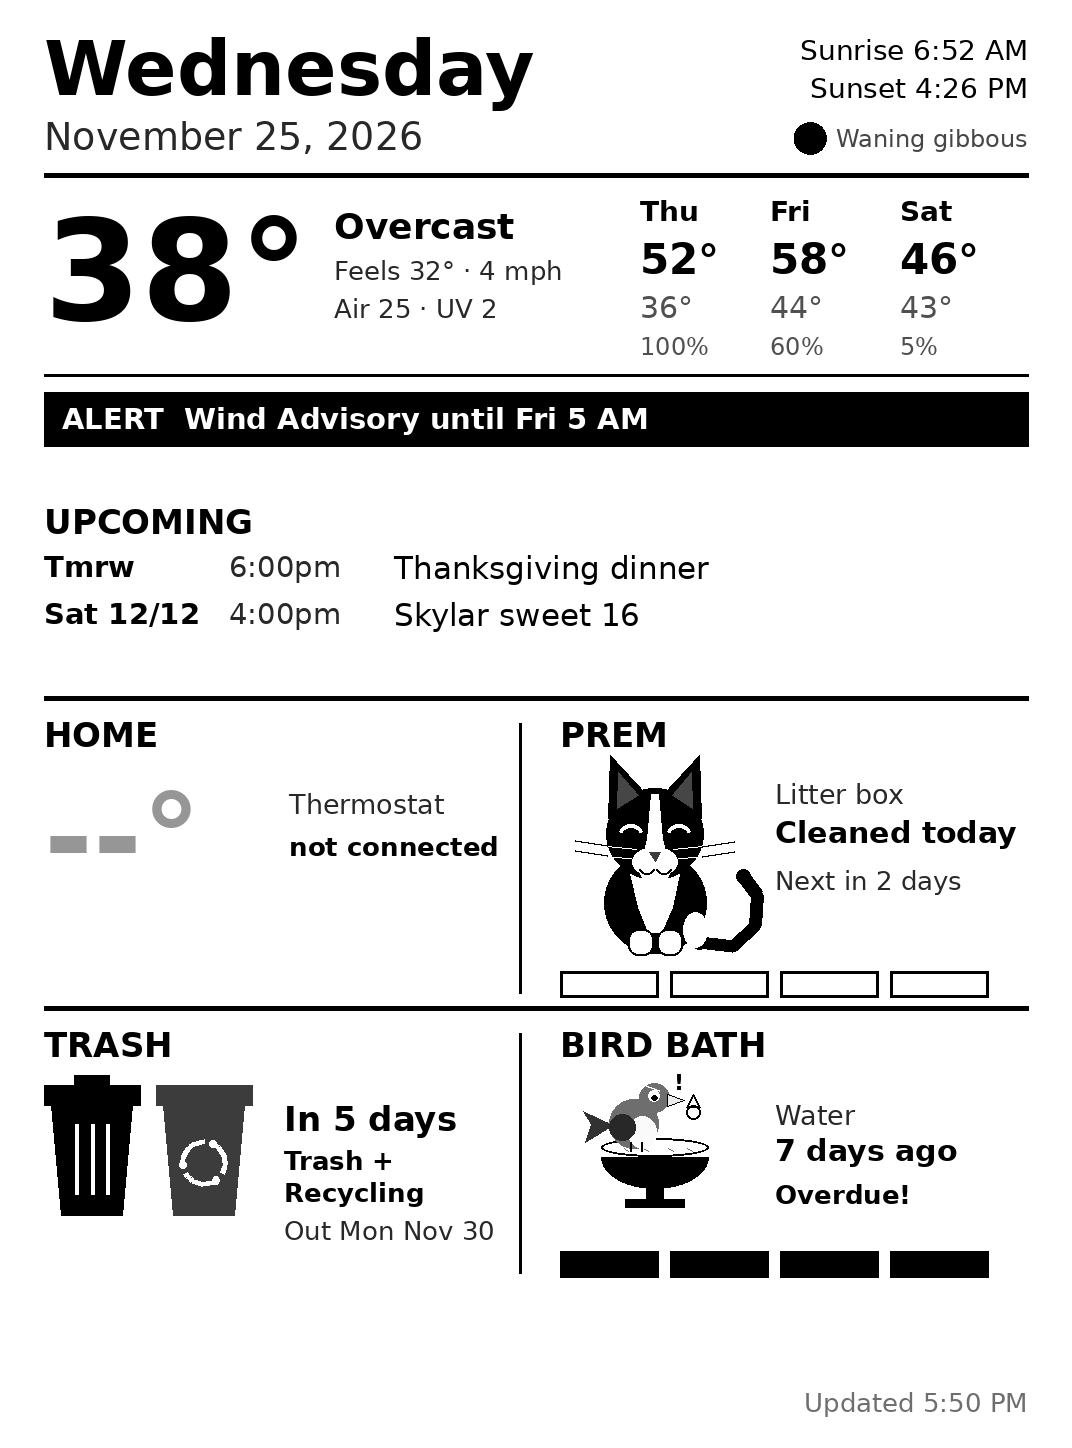 Wednesday
November 25, 2026
Sunrise 6:52 AM
Sunset 4:26 PM
Waning gibbous
38°
Overcast
Feels 32° · 4 mph
Air 25 · UV 2
Thu Fri Sat
52° 58° 46°
36° 44° 43°
100% 60% 5%
ALERT Wind Advisory until Fri 5 AM
UPCOMING
Tmrw 6:00pm Thanksgiving dinner
Sat 12/12 4:00pm Skylar sweet 16
HOME
--°
Thermostat
not connected
PREM
Litter box
Cleaned today
Next in 2 days
TRASH
In 5 days
Trash +
Recycling
Out Mon Nov 30
BIRD BATH
!
Water
7 days ago
Overdue!
Updated 5:50 PM